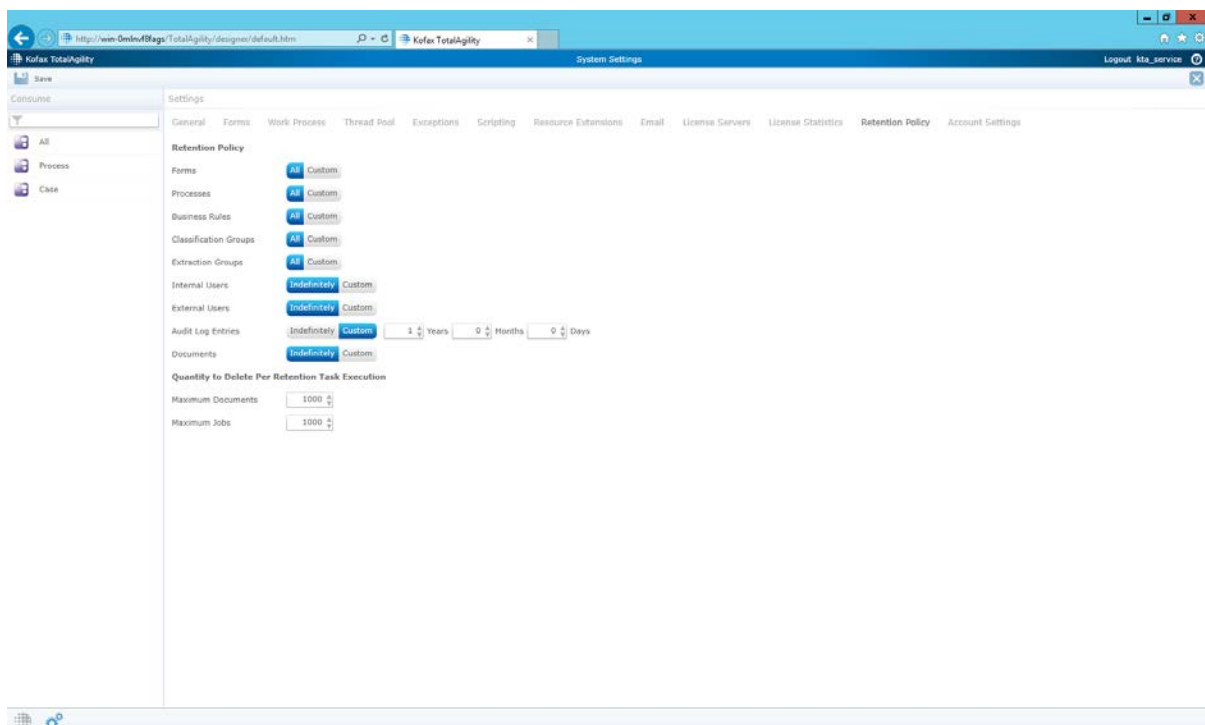 http://win-0mlnvf8fags/TotalAgility/designer/default.htm Kofax TotalAgility
Kofax TotalAgility System Settings Logout kta_service
Save
Consume Settings
General Forms Work Process Thread Pool Exceptions Scripting Resource Extensions Email License Servers License Statistics Retention Policy Account Settings
All
Process
Case
Retention Policy
Forms All Custom
Processes All Custom
Business Rules All Custom
Classification Groups All Custom
Extraction Groups All Custom
Internal Users Indefinitely Custom
External Users Indefinitely Custom
Audit Log Entries Indefinitely Custom 1 Years 0 Months 0 Days
Documents Indefinitely Custom
Quantity to Delete Per Retention Task Execution
Maximum Documents 1000
Maximum Jobs 1000